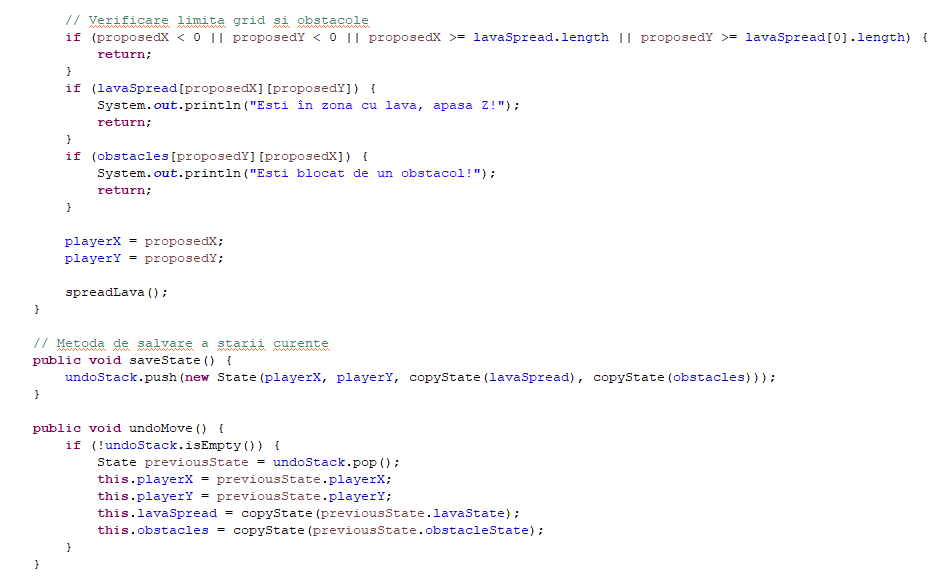 // Verificare limita grid si obstacole
if (proposedX < 0 || proposedY < 0 || proposedX >= lavaSpread.length || proposedY >= lavaSpread[0].length) {
return;
}
if (lavaSpread[proposedX][proposedY]) {
System.out.println("Esti în zona cu lava, apasa Z!");
return;
}
if (obstacles[proposedY][proposedX]) {
System.out.println("Esti blocat de un obstacol!");
return;
}
playerX = proposedX;
playerY = proposedY;
spreadLava();
}
// Metoda de salvare a starii curente
public void saveState() {
undoStack.push(new State(playerX, playerY, copyState(lavaSpread), copyState(obstacles)));
}
public void undoMove() {
if (!undoStack.isEmpty()) {
State previousState = undoStack.pop();
this.playerX = previousState.playerX;
this.playerY = previousState.playerY;
this.lavaSpread = copyState(previousState.lavaState);
this.obstacles = copyState(previousState.obstacleState);
}
}